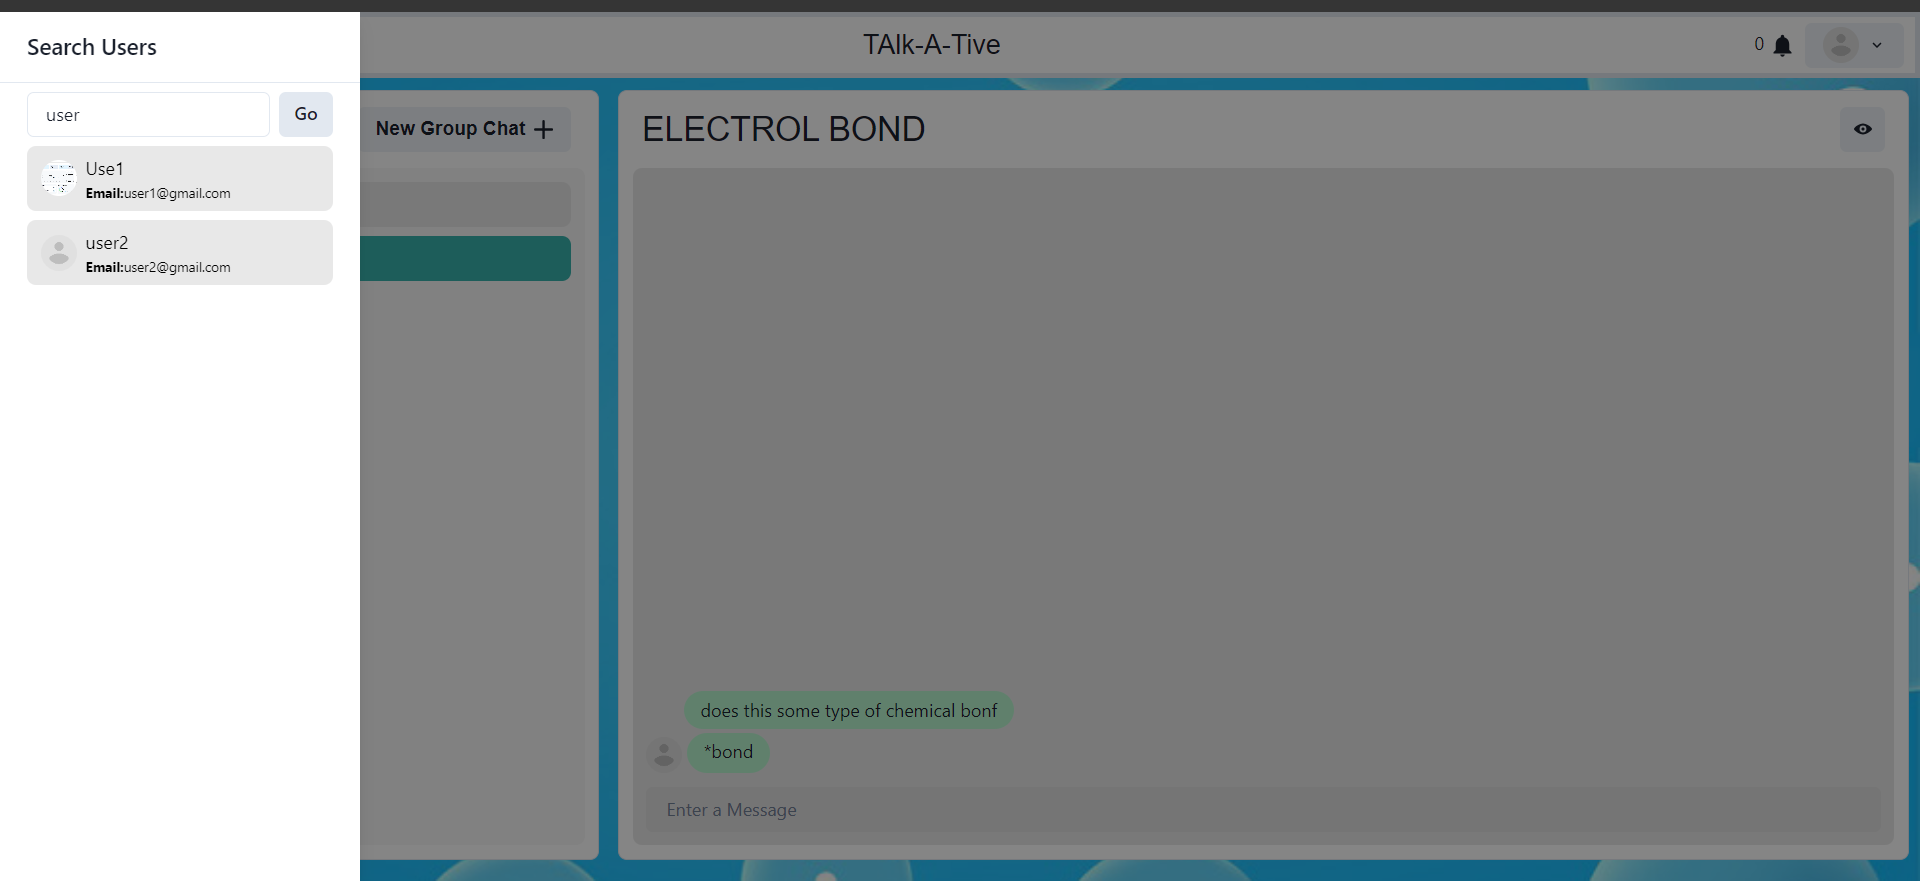 Search Users
user
Go
Use1
Email:user1@gmail.com
user2
Email:user2@gmail.com
TAlk-A-Tive
0
New Group Chat
ELECTROL BOND
does this some type of chemical bonf
*bond
Enter a Message